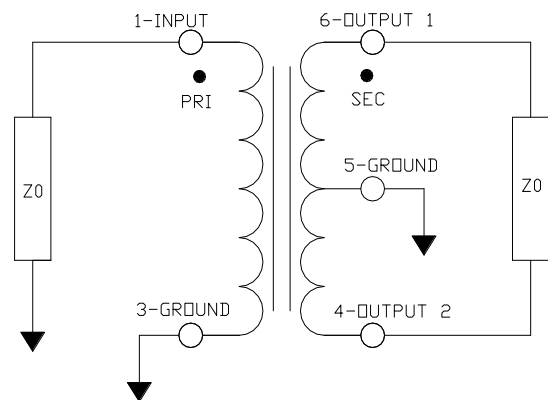 1-INPUT
6-OUTPUT 1
PRI
SEC
5-GROUND
Z0
Z0
3-GROUND
4-OUTPUT 2